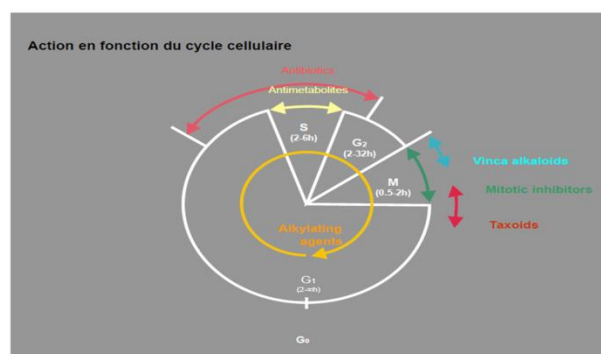 Action en fonction du cycle cellulaire
Antibiotics
Antimetabolites
S
(2-6h)
G₂
(2-32h)
Vinca alkaloids
M
(0.5-2h)
Mitotic inhibitors
Alkylating
agents
Taxoids
G₁
(2-∞h)
G₀